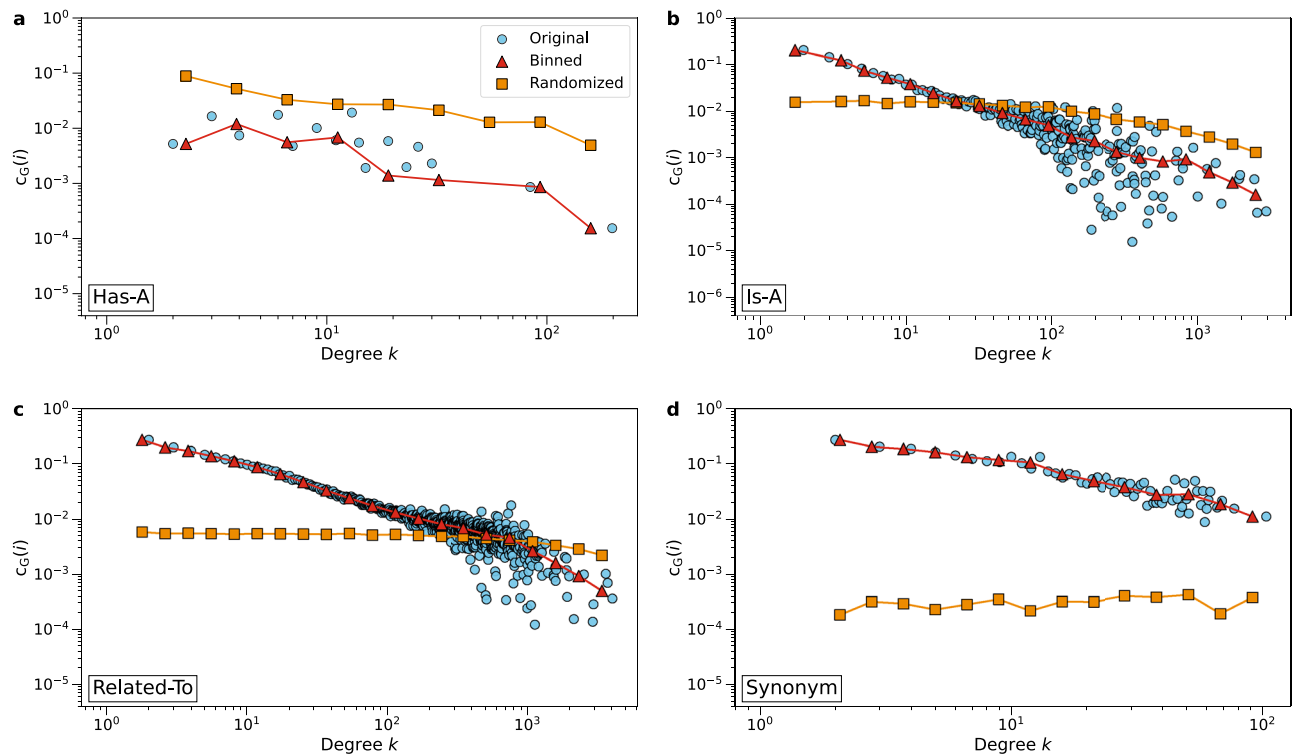 a
10⁰
10⁻¹
10⁻²
10⁻³
10⁻⁴
10⁻⁵
c_G(i)
Original
Binned
Randomized
Has-A
10⁰
10¹
10²
Degree k
b
10⁰
10⁻¹
10⁻²
10⁻³
10⁻⁴
10⁻⁵
10⁻⁶
c_G(i)
Is-A
10⁰
10¹
10²
10³
Degree k
c
10⁰
10⁻¹
10⁻²
10⁻³
10⁻⁴
10⁻⁵
c_G(i)
Related-To
10⁰
10¹
10²
10³
Degree k
d
10⁰
10⁻¹
10⁻²
10⁻³
10⁻⁴
10⁻⁵
c_G(i)
Synonym
10⁰
10¹
10²
Degree k